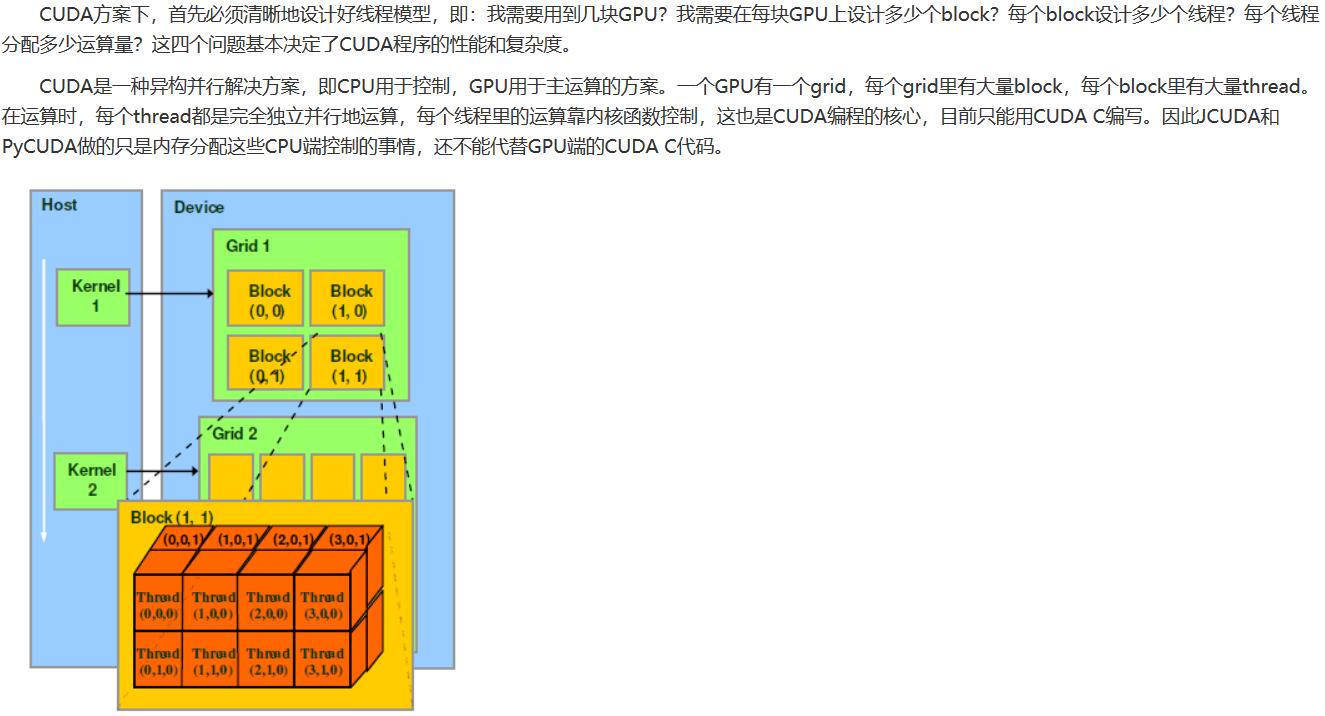 CUDA方案下，首先必须清晰地设计好线程模型，即：我需要用到几块GPU？我需要在每块GPU上设计多少个block？每个block设计多少个线程？每个线程
分配多少运算量？这四个问题基本决定了CUDA程序的性能和复杂度。
CUDA是一种异构并行解决方案，即CPU用于控制，GPU用于主运算的方案。一个GPU有一个grid，每个grid里有大量block，每个block里有大量thread。
在运算时，每个thread都是完全独立并行地运算，每个线程里的运算靠内核函数控制，这也是CUDA编程的核心，目前只能用CUDA C编写。因此JCUDA和
PyCUDA做的只是内存分配这些CPU端控制的事情，还不能代替GPU端的CUDA C代码。
Host
Device
Grid 1
Kernel
1
Block
(0, 0)
Block
(1, 0)
Block
(0, 1)
Block
(1, 1)
Grid 2
Kernel
2
Block (1, 1)
(0,0,1) (1,0,1) (2,0,1) (3,0,1)
Thread Thread Thread Thread
(0,0,0) (1,0,0) (2,0,0) (3,0,0)
Thread Thread Thread Thread
(0,1,0) (1,1,0) (2,1,0) (3,1,0)